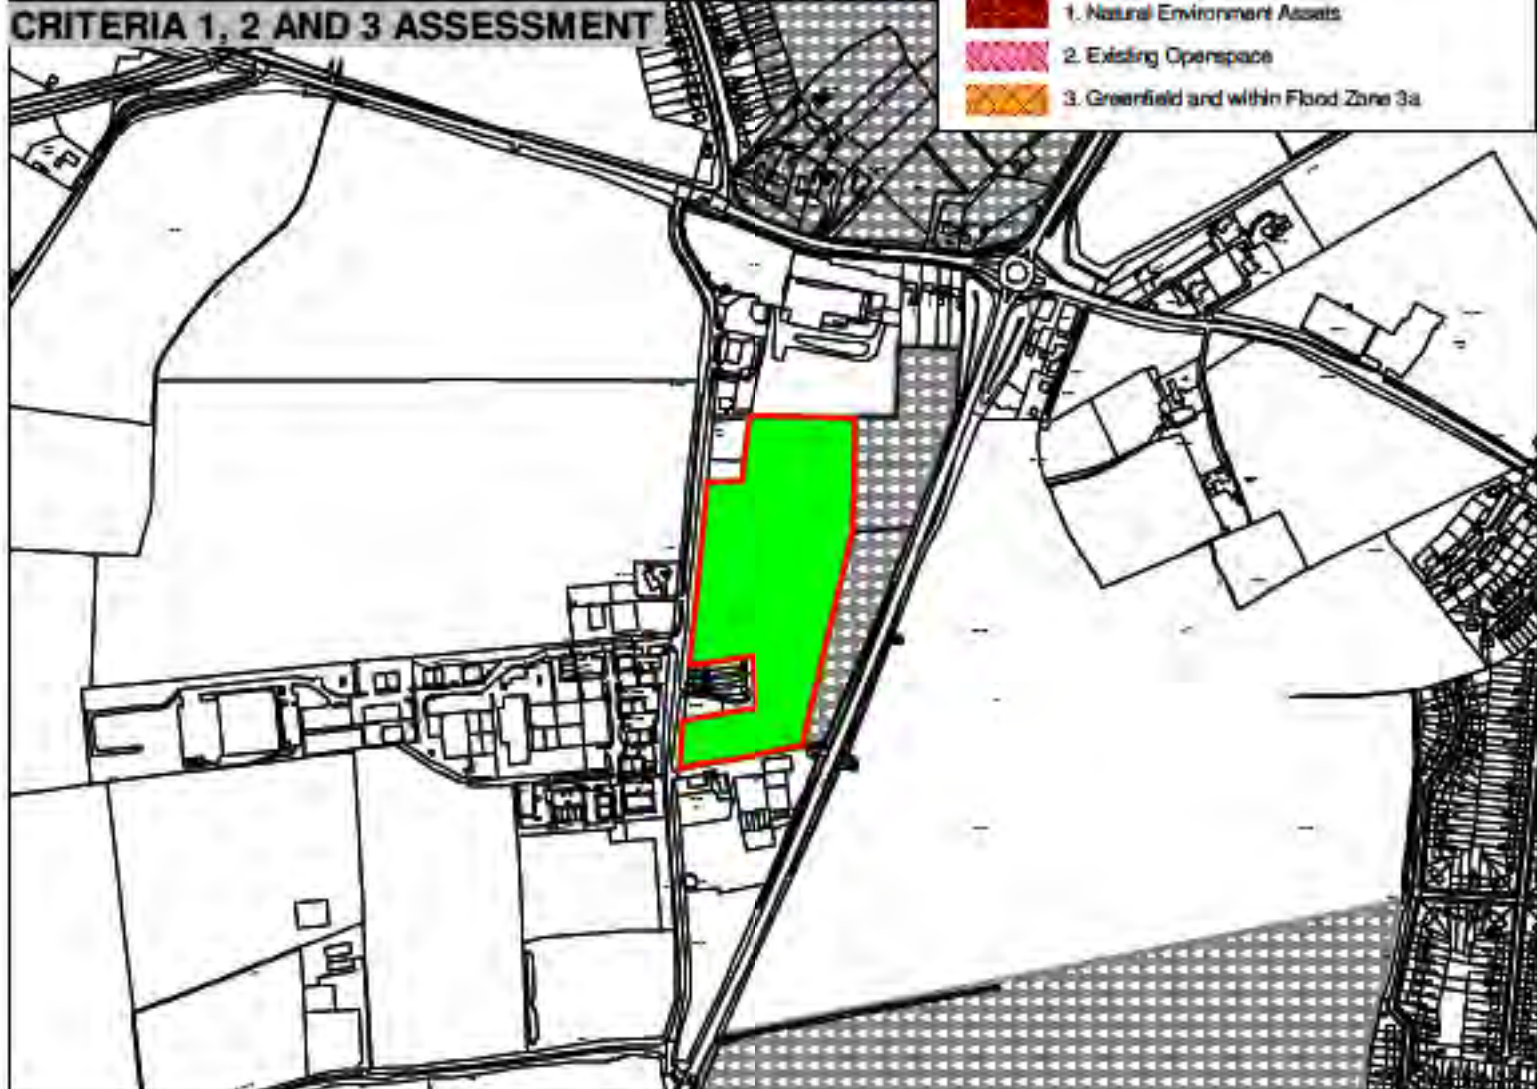 CRITERIA 1, 2 AND 3 ASSESSMENT
1. Natural Environment Assets
2. Existing Openspace
3. Greenfield and within Flood Zone 3a